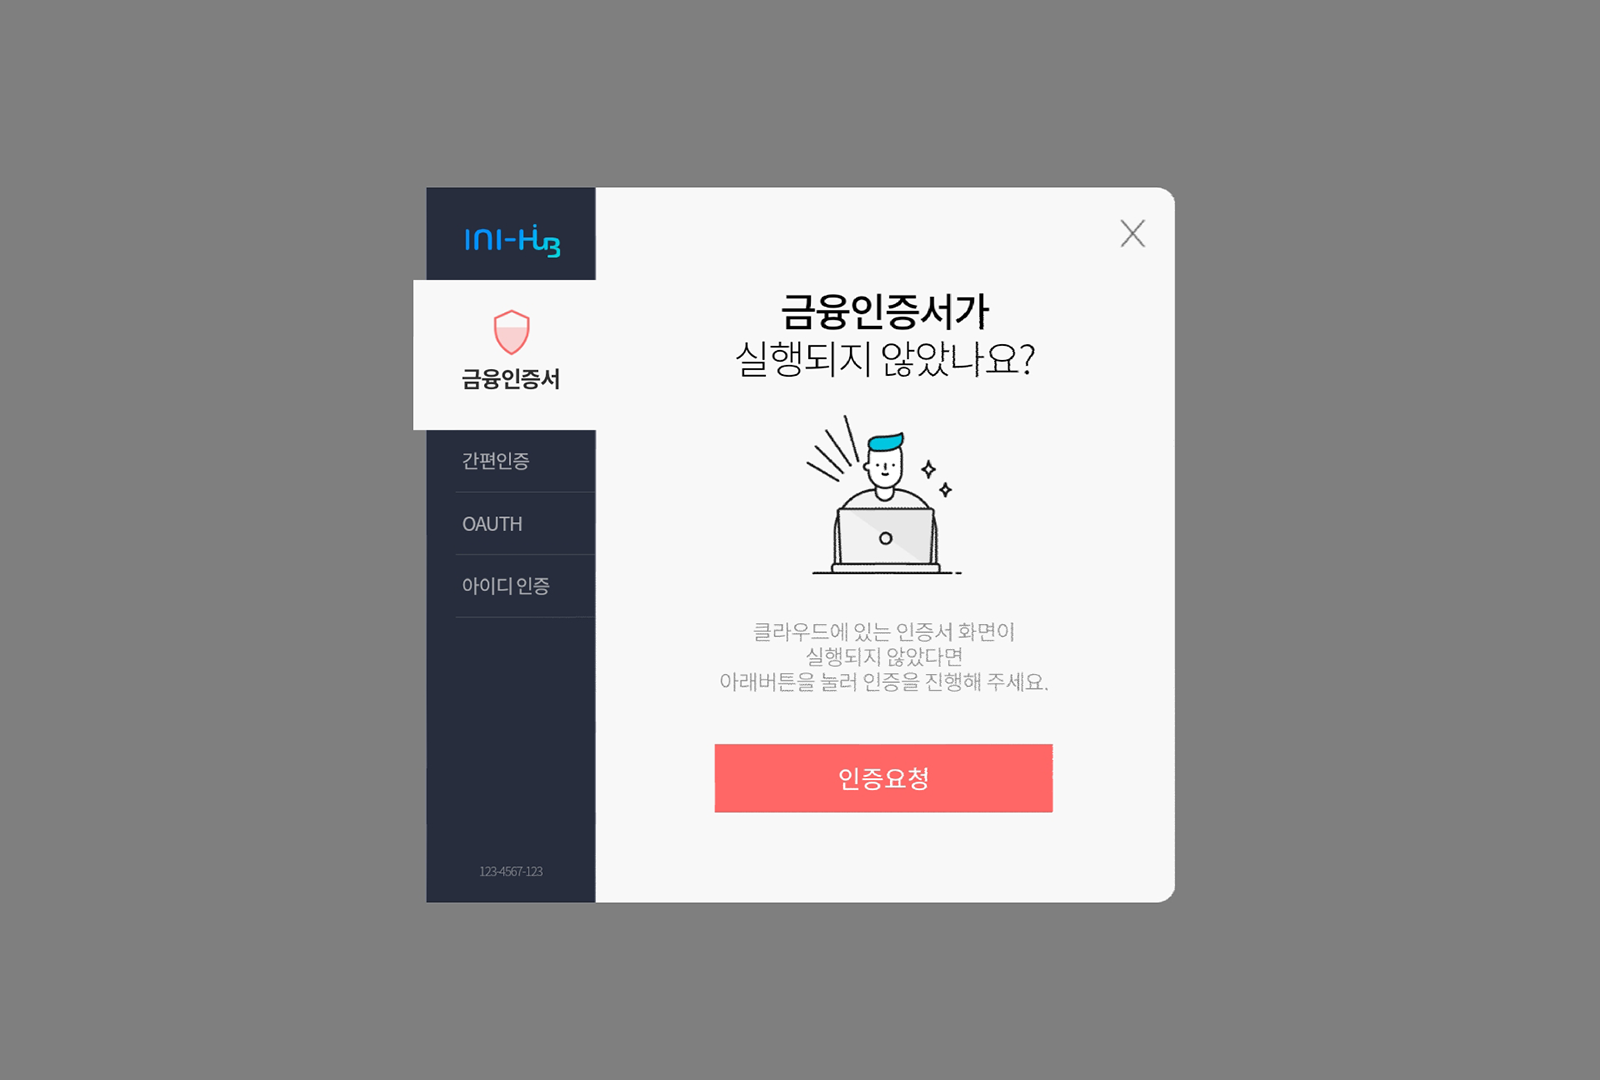 INI-HUB
금융인증서
간편인증
OAUTH
아이디 인증
123-4567-123
금융인증서가
실행되지 않았나요?
클라우드에 있는 인증서 화면이
실행되지 않았다면
아래버튼을 눌러 인증을 진행해 주세요.
인증요청